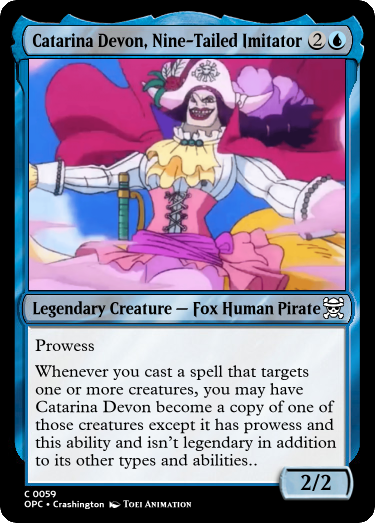 Catarina Devon, Nine-Tailed Imitator 2
Legendary Creature — Fox Human Pirate
Prowess
Whenever you cast a spell that targets
one or more creatures, you may have
Catarina Devon become a copy of one of
those creatures except it has prowess and
this ability and isn't legendary in addition
to its other types and abilities..
2/2
C 0059
OPC • Crashington Toei Animation